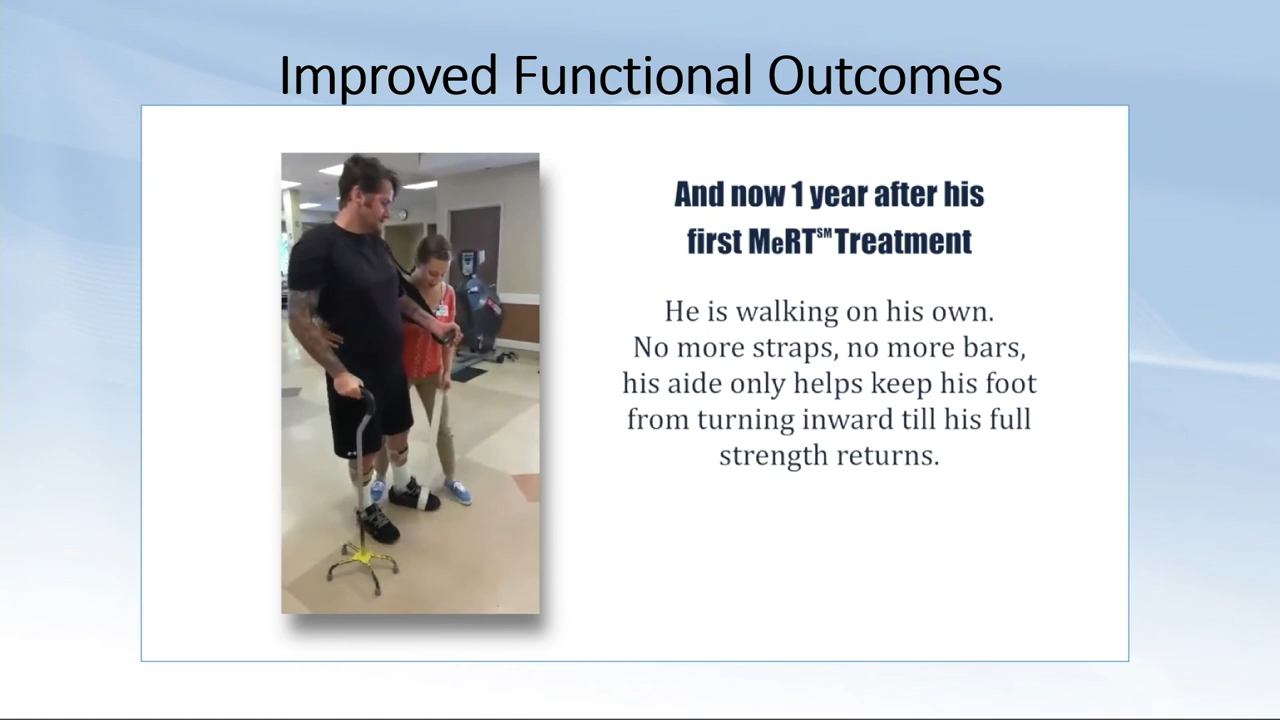 Improved Functional Outcomes
And now 1 year after his
first MeRT℠ Treatment
He is walking on his own.
No more straps, no more bars,
his aide only helps keep his foot
from turning inward till his full
strength returns.